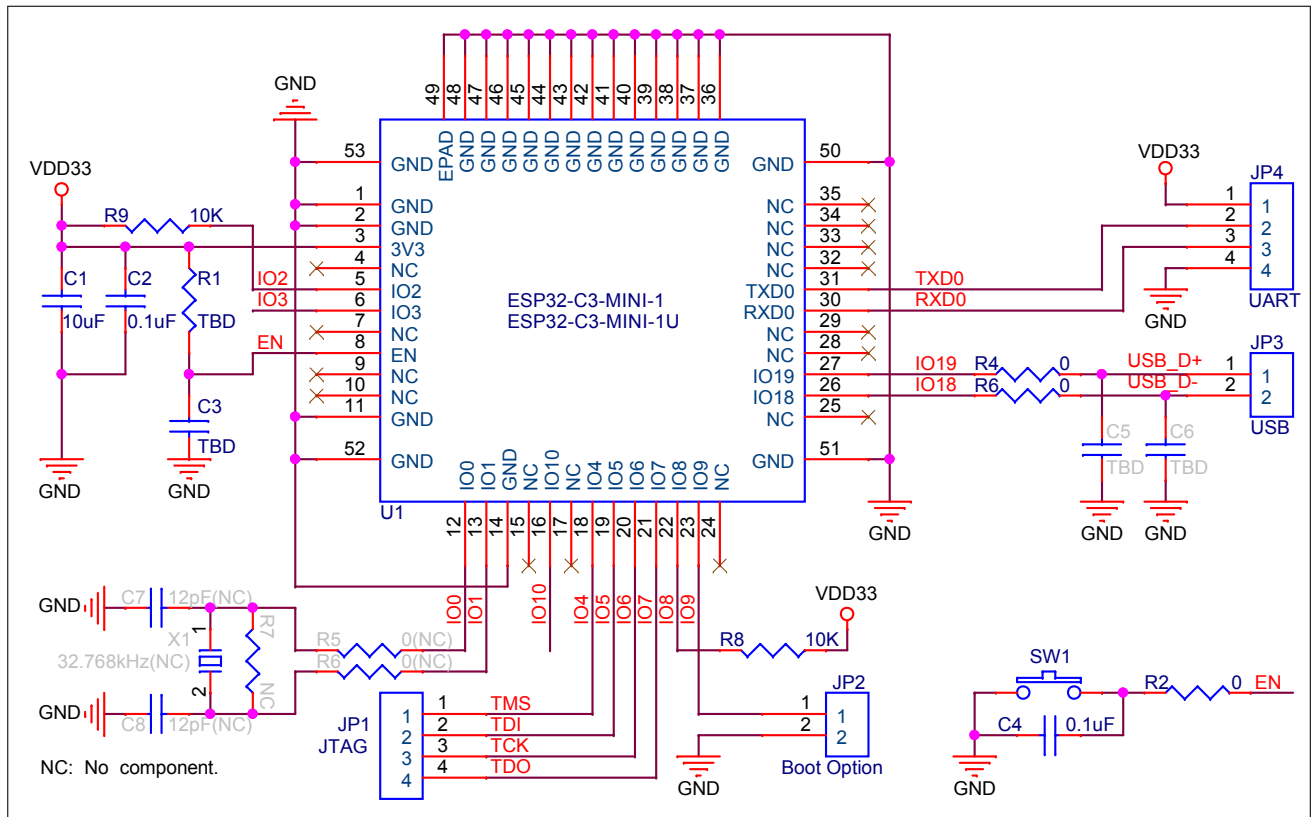 49 48 47 46 45 44 43 42 41 40 39 38 37 36
EPAD GND GND GND GND GND GND GND GND GND GND GND GND GND
GND
53 GND
1 GND
2 GND
3 3V3
4 NC
5 IO2
6 IO3
7 NC
8 EN
9 NC
10 NC
11 GND
52 GND
GND 50
NC 35
NC 34
NC 33
NC 32
TXD0 31
RXD0 30
NC 29
NC 28
IO19 27
IO18 26
NC 25
GND 51
ESP32-C3-MINI-1
ESP32-C3-MINI-1U
U1
IO0 IO1 GND NC IO10 NC IO4 IO5 IO6 IO7 IO8 IO9 NC
12 13 14 15 16 17 18 19 20 21 22 23 24
VDD33
R9 10K
IO2
IO3
EN
C1
10uF
C2
0.1uF
R1
TBD
C3
TBD
GND
GND
VDD33
JP4
1 1
2 2
3 3
4 4
UART
TXD0
RXD0
GND
JP3
IO19 R4 0 USB_D+ 1 1
IO18 R6 0 USB_D- 2 2
USB
C5
TBD
C6
TBD
GND
GND
GND
IO0 IO1 IO10 IO4 IO5 IO6 IO7 IO8 IO9
GND C7 12pF(NC)
X1
32.768kHz(NC)
1
2
R7
NC
GND C8 12pF(NC)
R5 0(NC)
R6 0(NC)
JP1
JTAG
1 1 TMS
2 2 TDI
3 3 TCK
4 4 TDO
R8 10K
VDD33
JP2
1 1
2 2
Boot Option
GND
SW1
R2 0 EN
C4 0.1uF
GND
NC: No component.